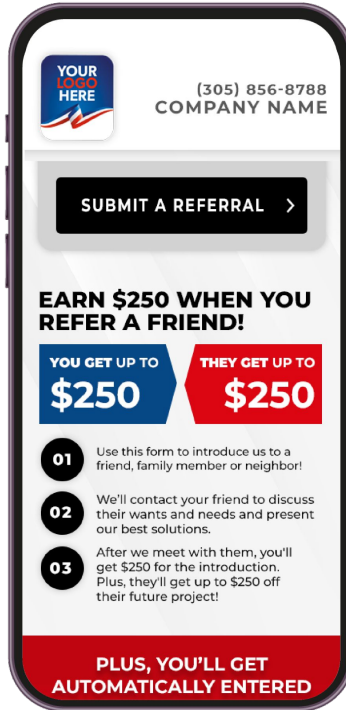 YOUR
LOGO
HERE
(305) 856-8788
COMPANY NAME
SUBMIT A REFERRAL >
EARN $250 WHEN YOU
REFER A FRIEND!
YOU GET UP TO
$250
THEY GET UP TO
$250
01
Use this form to introduce us to a
friend, family member or neighbor!
02
We'll contact your friend to discuss
their wants and needs and present
our best solutions.
03
After we meet with them, you'll
get $250 for the introduction.
Plus, they'll get up to $250 off
their future project!
PLUS, YOU'LL GET
AUTOMATICALLY ENTERED